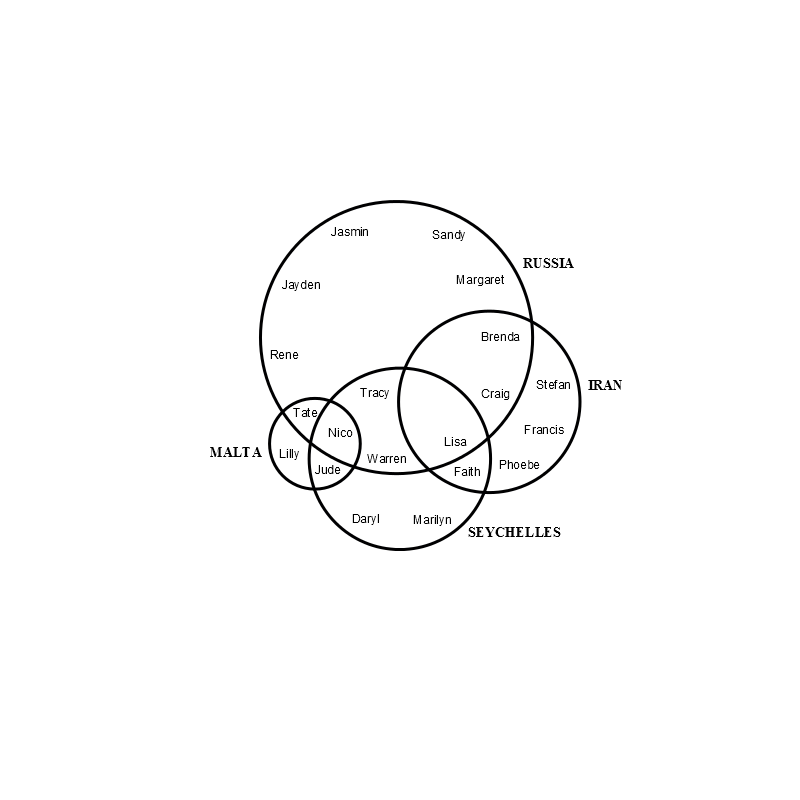 Jasmin
Sandy
RUSSIA
Margaret
Jayden
Brenda
Rene
Stefan
IRAN
Tracy
Craig
Tate
Francis
Nico
Lisa
MALTA
Lilly
Warren
Jude
Faith
Phoebe
Daryl
Marilyn
SEYCHELLES